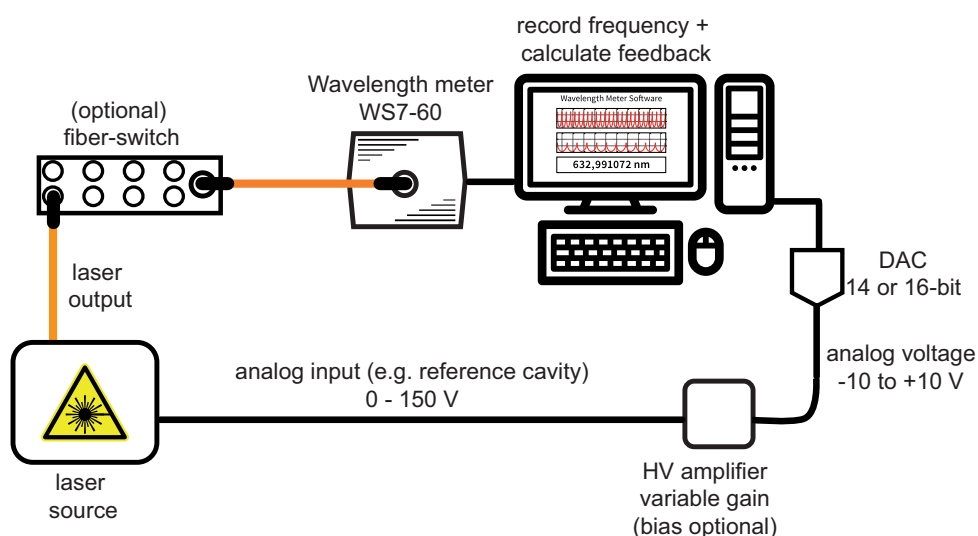 record frequency +
calculate feedback
Wavelength meter
WS7-60
(optional)
fiber-switch
Wavelength Meter Software
632,991072 nm
laser
output
DAC
14 or 16-bit
analog voltage
-10 to +10 V
analog input (e.g. reference cavity)
0 - 150 V
laser
source
HV amplifier
variable gain
(bias optional)